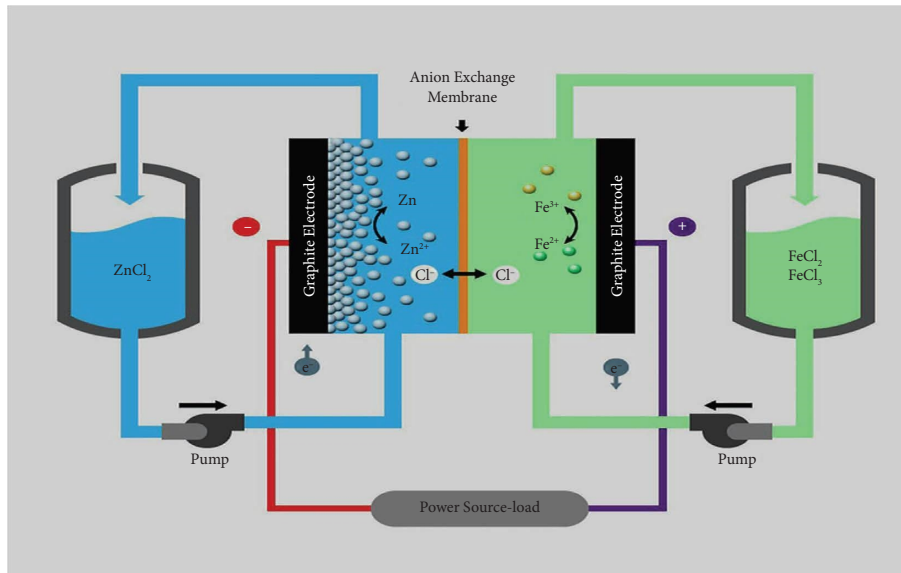 Anion Exchange
Membrane
Graphite Electrode
Zn
Zn²⁺
Cl⁻
Cl⁻
Fe³⁺
Fe²⁺
Graphite Electrode
−
+
ZnCl₂
FeCl₂
FeCl₃
e⁻
e⁻
Pump
Pump
Power Source-load